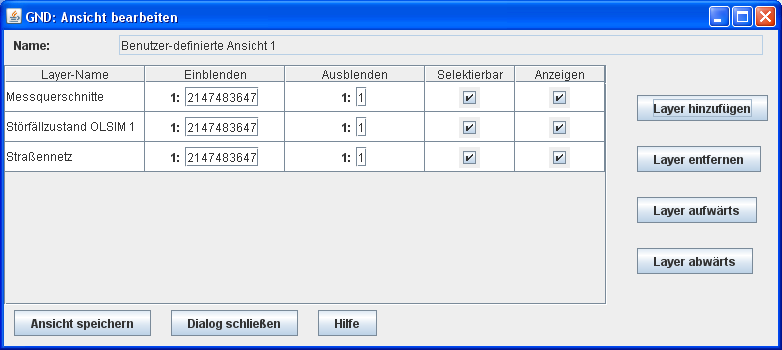 GND: Ansicht bearbeiten
Name: Benutzer-definierte Ansicht 1
Layer-Name Einblenden Ausblenden Selektierbar Anzeigen
Messquerschnitte 1: 2147483647 1: 1
Störfällzustand OLSIM 1 1: 2147483647 1: 1
Straßennetz 1: 2147483647 1: 1
Layer hinzufügen
Layer entfernen
Layer aufwärts
Layer abwärts
Ansicht speichern Dialog schließen Hilfe